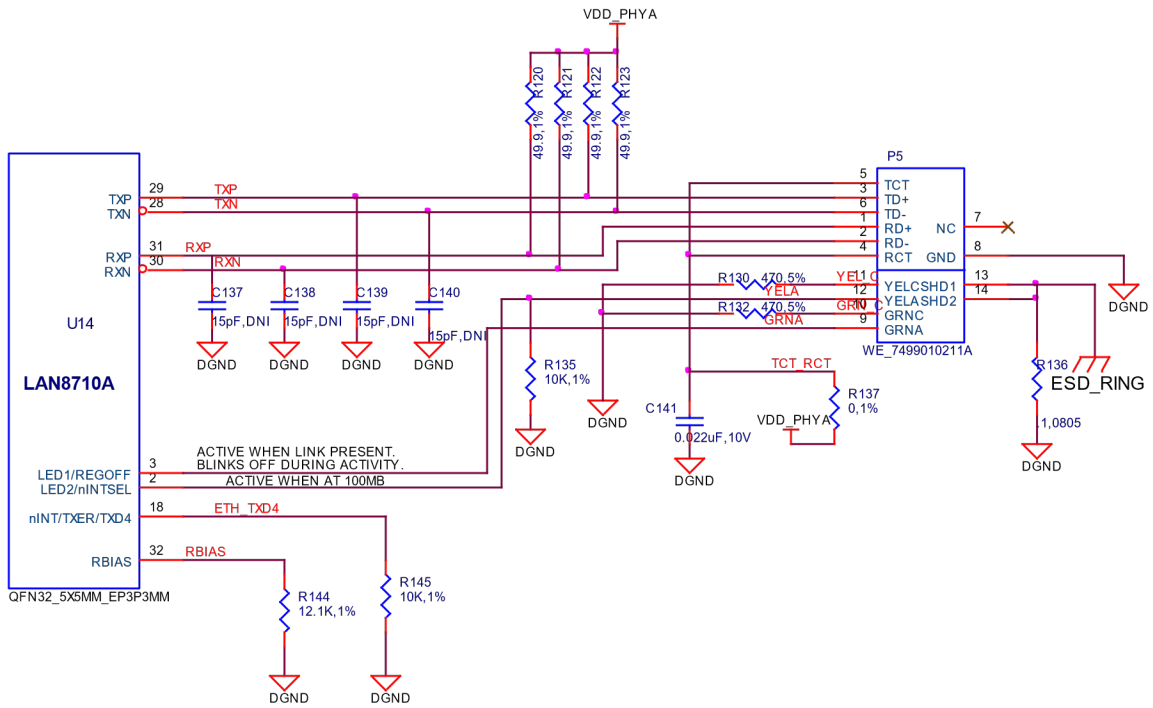 VDD_PHYA
R120
R121
R122
R123
49.9,1%
49.9,1%
49.9,1%
49.9,1%
P5
29
TXP
TXP
28
TXN
TXN
31
RXP
RXP
30
RXN
RXN
5
TCT
3
TD+
6
TD-
1
RD+
2
RD-
4
RCT
NC
7
GND
8
DGND
C137
15pF,DNI
DGND
C138
15pF,DNI
DGND
C139
15pF,DNI
DGND
C140
15pF,DNI
DGND
U14
LAN8710A
R130
470,5%
YELC
11
YELC
SHD1
13
YELA
12
YELA
SHD2
14
R132
470,5%
GRNC
10
GRNC
GRNA
9
GRNA
WE_7499010211A
R135
10K,1%
DGND
DGND
TCT_RCT
R137
0,1%
VDD_PHYA
C141
0.022uF,10V
DGND
R136
.1,0805
DGND
ESD_RING
ACTIVE WHEN LINK PRESENT.
BLINKS OFF DURING ACTIVITY.
ACTIVE WHEN AT 100MB
LED1/REGOFF
3
LED2/nINTSEL
2
nINT/TXER/TXD4
18
ETH_TXD4
RBIAS
32
RBIAS
QFN32_5X5MM_EP3P3MM
R144
12.1K,1%
DGND
R145
10K,1%
DGND